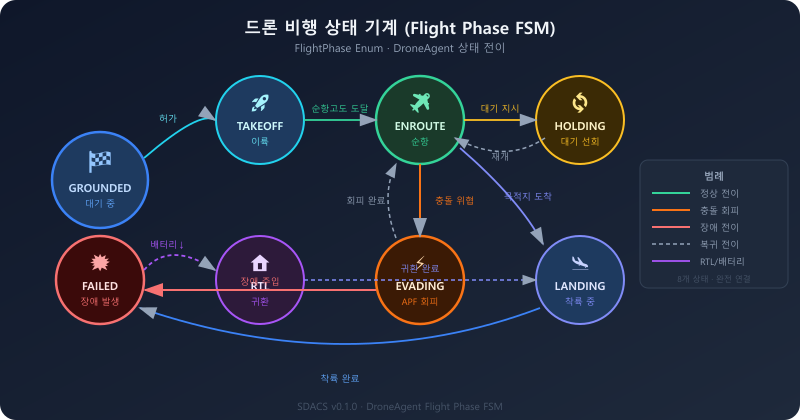 드론 비행 상태 기계 (Flight Phase FSM)
FlightPhase Enum · DroneAgent 상태 전이
허가
TAKEOFF
이륙
순항고도 도달
ENROUTE
순항
대기 지시
HOLDING
대기 선회
재개
GROUNDED
대기 중
회피 완료
충돌 위험
목적지 도착
범례
정상 전이
충돌 회피
장애 전이
복귀 전이
RTL/배터리
8개 상태 · 완전 연결
배터리↓
FAILED
장애 발생
장애 주입
RTL
귀환
⚡
귀환 완료
EVADING
APF 회피
LANDING
착륙 중
착륙 완료
SDACS v0.1.0 · DroneAgent Flight Phase FSM